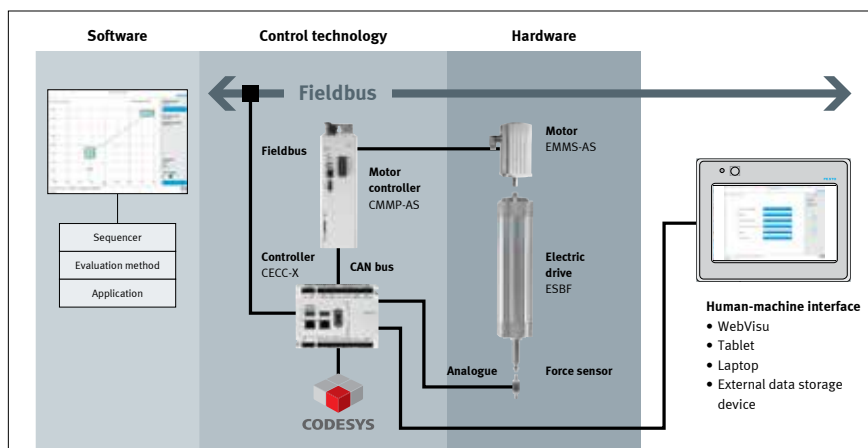 Software
Control technology
Hardware
Fieldbus
Fieldbus
Motor
controller
CMMP-AS
Motor
EMMS-AS
Sequencer
Evaluation method
Application
Controller
CECC-X
CAN bus
Electric
drive
ESBF
Analogue
Force sensor
CODESYS
Human-machine interface
• WebVisu
• Tablet
• Laptop
• External data storage
device